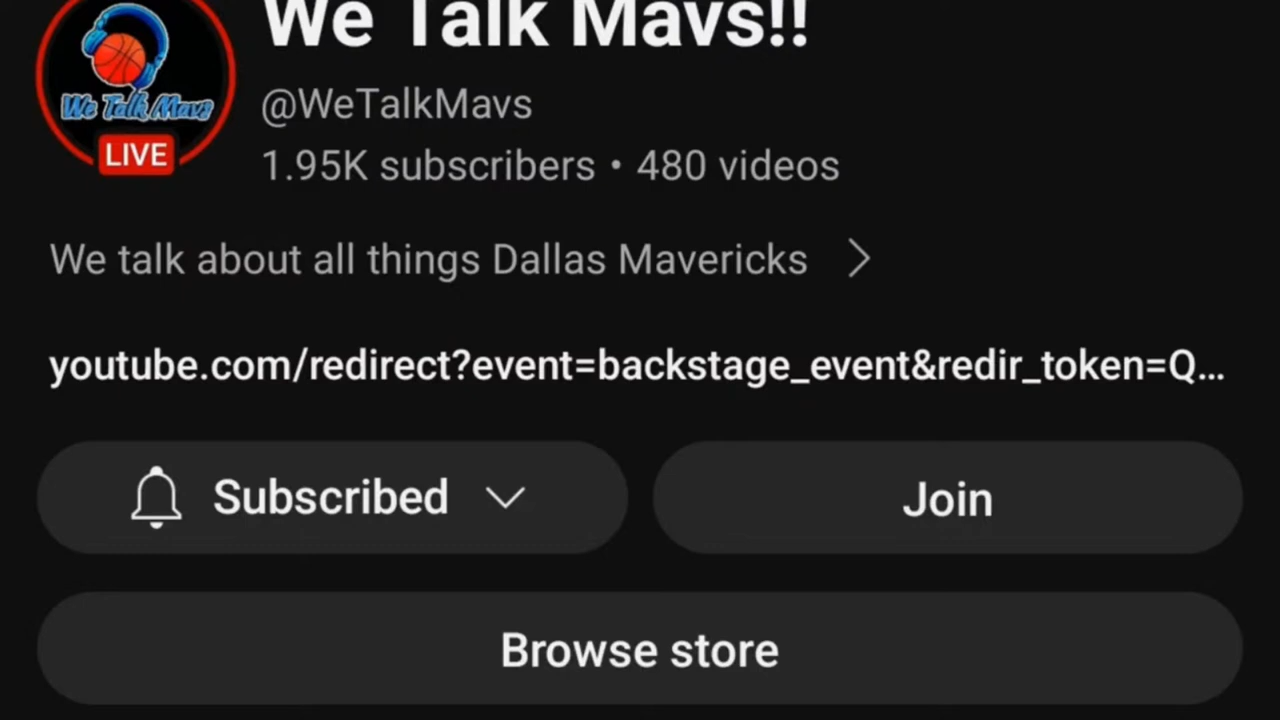 We Talk Mavs!!
We Talk Mavs
LIVE
@WeTalkMavs
1.95K subscribers • 480 videos
We talk about all things Dallas Mavericks
youtube.com/redirect?event=backstage_event&redir_token=Q...
Subscribed
Join
Browse store